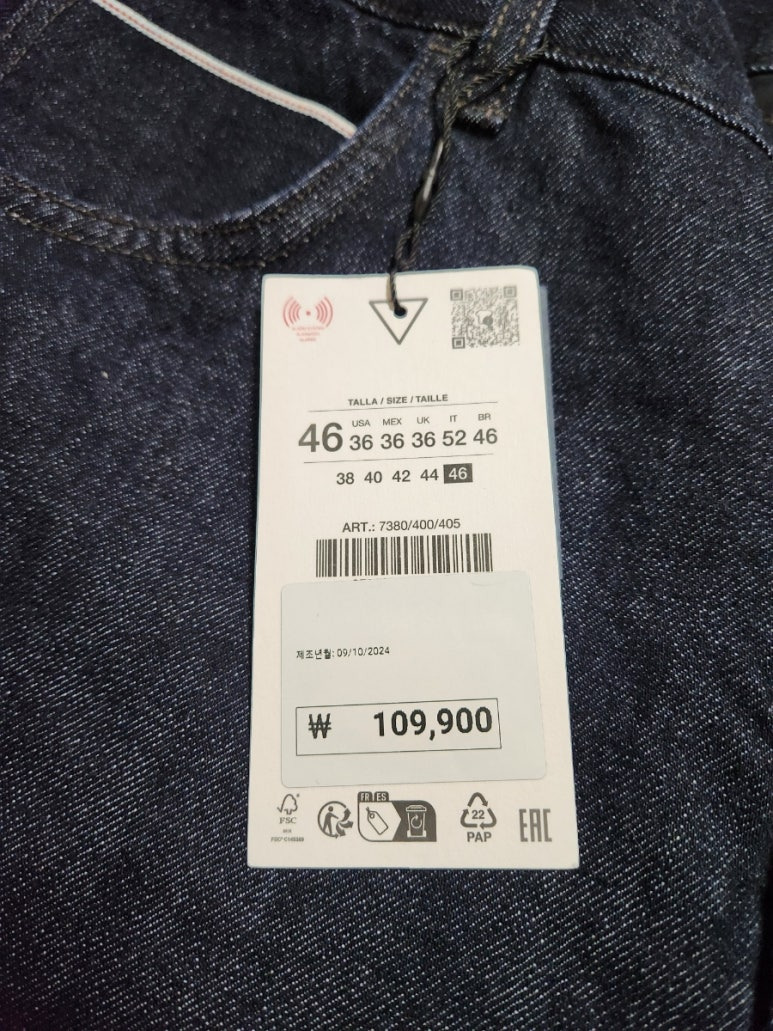 TALLA / SIZE / TAILLE
46 USA 36 MEX 36 UK 36 IT 52 BR 46
38 40 42 44 46
ART.: 7380/400/405
제조년월: 09/10/2024
₩ 109,900
FR ES
FSC
MIX
22
PAP
EAC